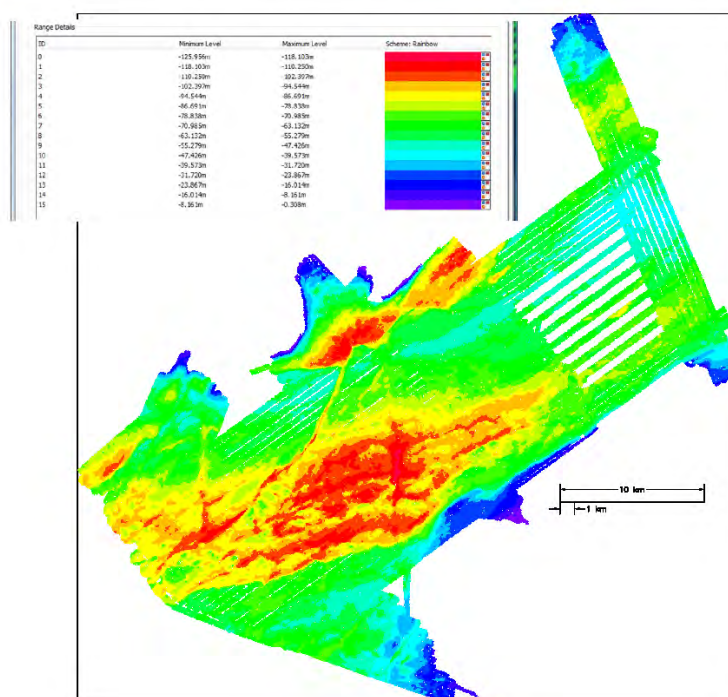 Range Details
ID Minimum Level Maximum Level Scheme: Rainbow
0 -125.956m -118.103m
1 -118.103m -110.250m
2 -110.250m -102.397m
3 -102.397m -94.544m
4 -94.544m -86.691m
5 -86.691m -78.838m
6 -78.838m -70.985m
7 -70.985m -63.132m
8 -63.132m -55.279m
9 -55.279m -47.426m
10 -47.426m -39.573m
11 -39.573m -31.720m
12 -31.720m -23.867m
13 -23.867m -16.014m
14 -16.014m -8.161m
15 -8.161m -0.308m
10 km
1 km